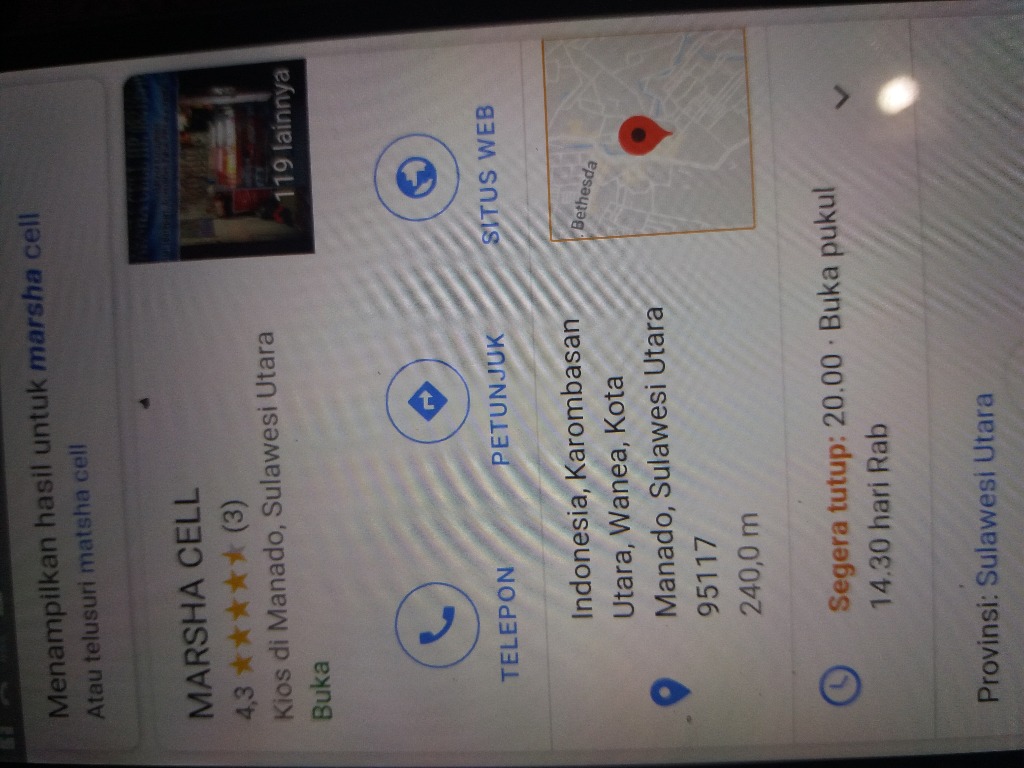 Menampilkan hasil untuk marsha cell
Atau telusuri matsha cell
MARSHA CELL
4,3 ★★★★★ (3)
Kios di Manado, Sulawesi Utara
Buka
119 lainnya
TELEPON
PETUNJUK
SITUS WEB
Indonesia, Karombasan
Utara, Wanea, Kota
Manado, Sulawesi Utara
95117
240,0 m
Bethesda
Segera tutup: 20.00 · Buka pukul
14.30 hari Rab
Provinsi: Sulawesi Utara